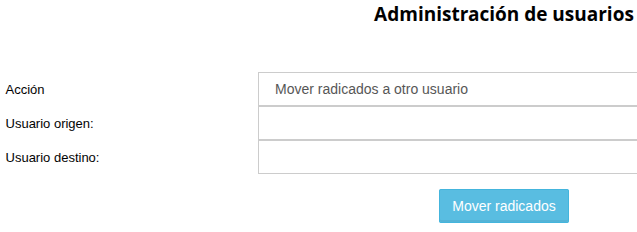 Administración de usuarios
Acción
Mover radicados a otro usuario
Usuario origen:
Usuario destino:
Mover radicados